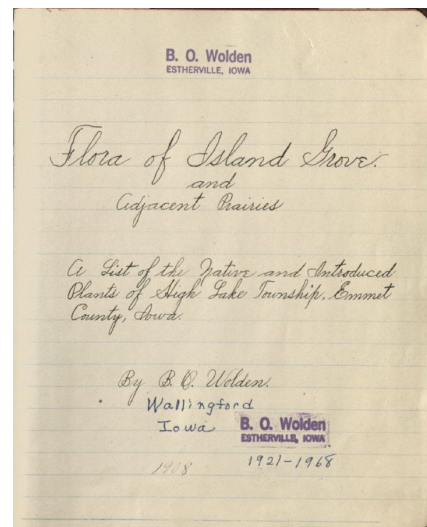 B. O. Wolden
ESTHERVILLE, IOWA
Flora of Island Grove.
and
Adjacent Prairies
A List of the Native and Introduced
Plants of High Lake Township, Emmet
County, Iowa.
By B. O. Wolden.
Wallingford
Iowa
B. O. Wolden
ESTHERVILLE, IOWA
1921-1968